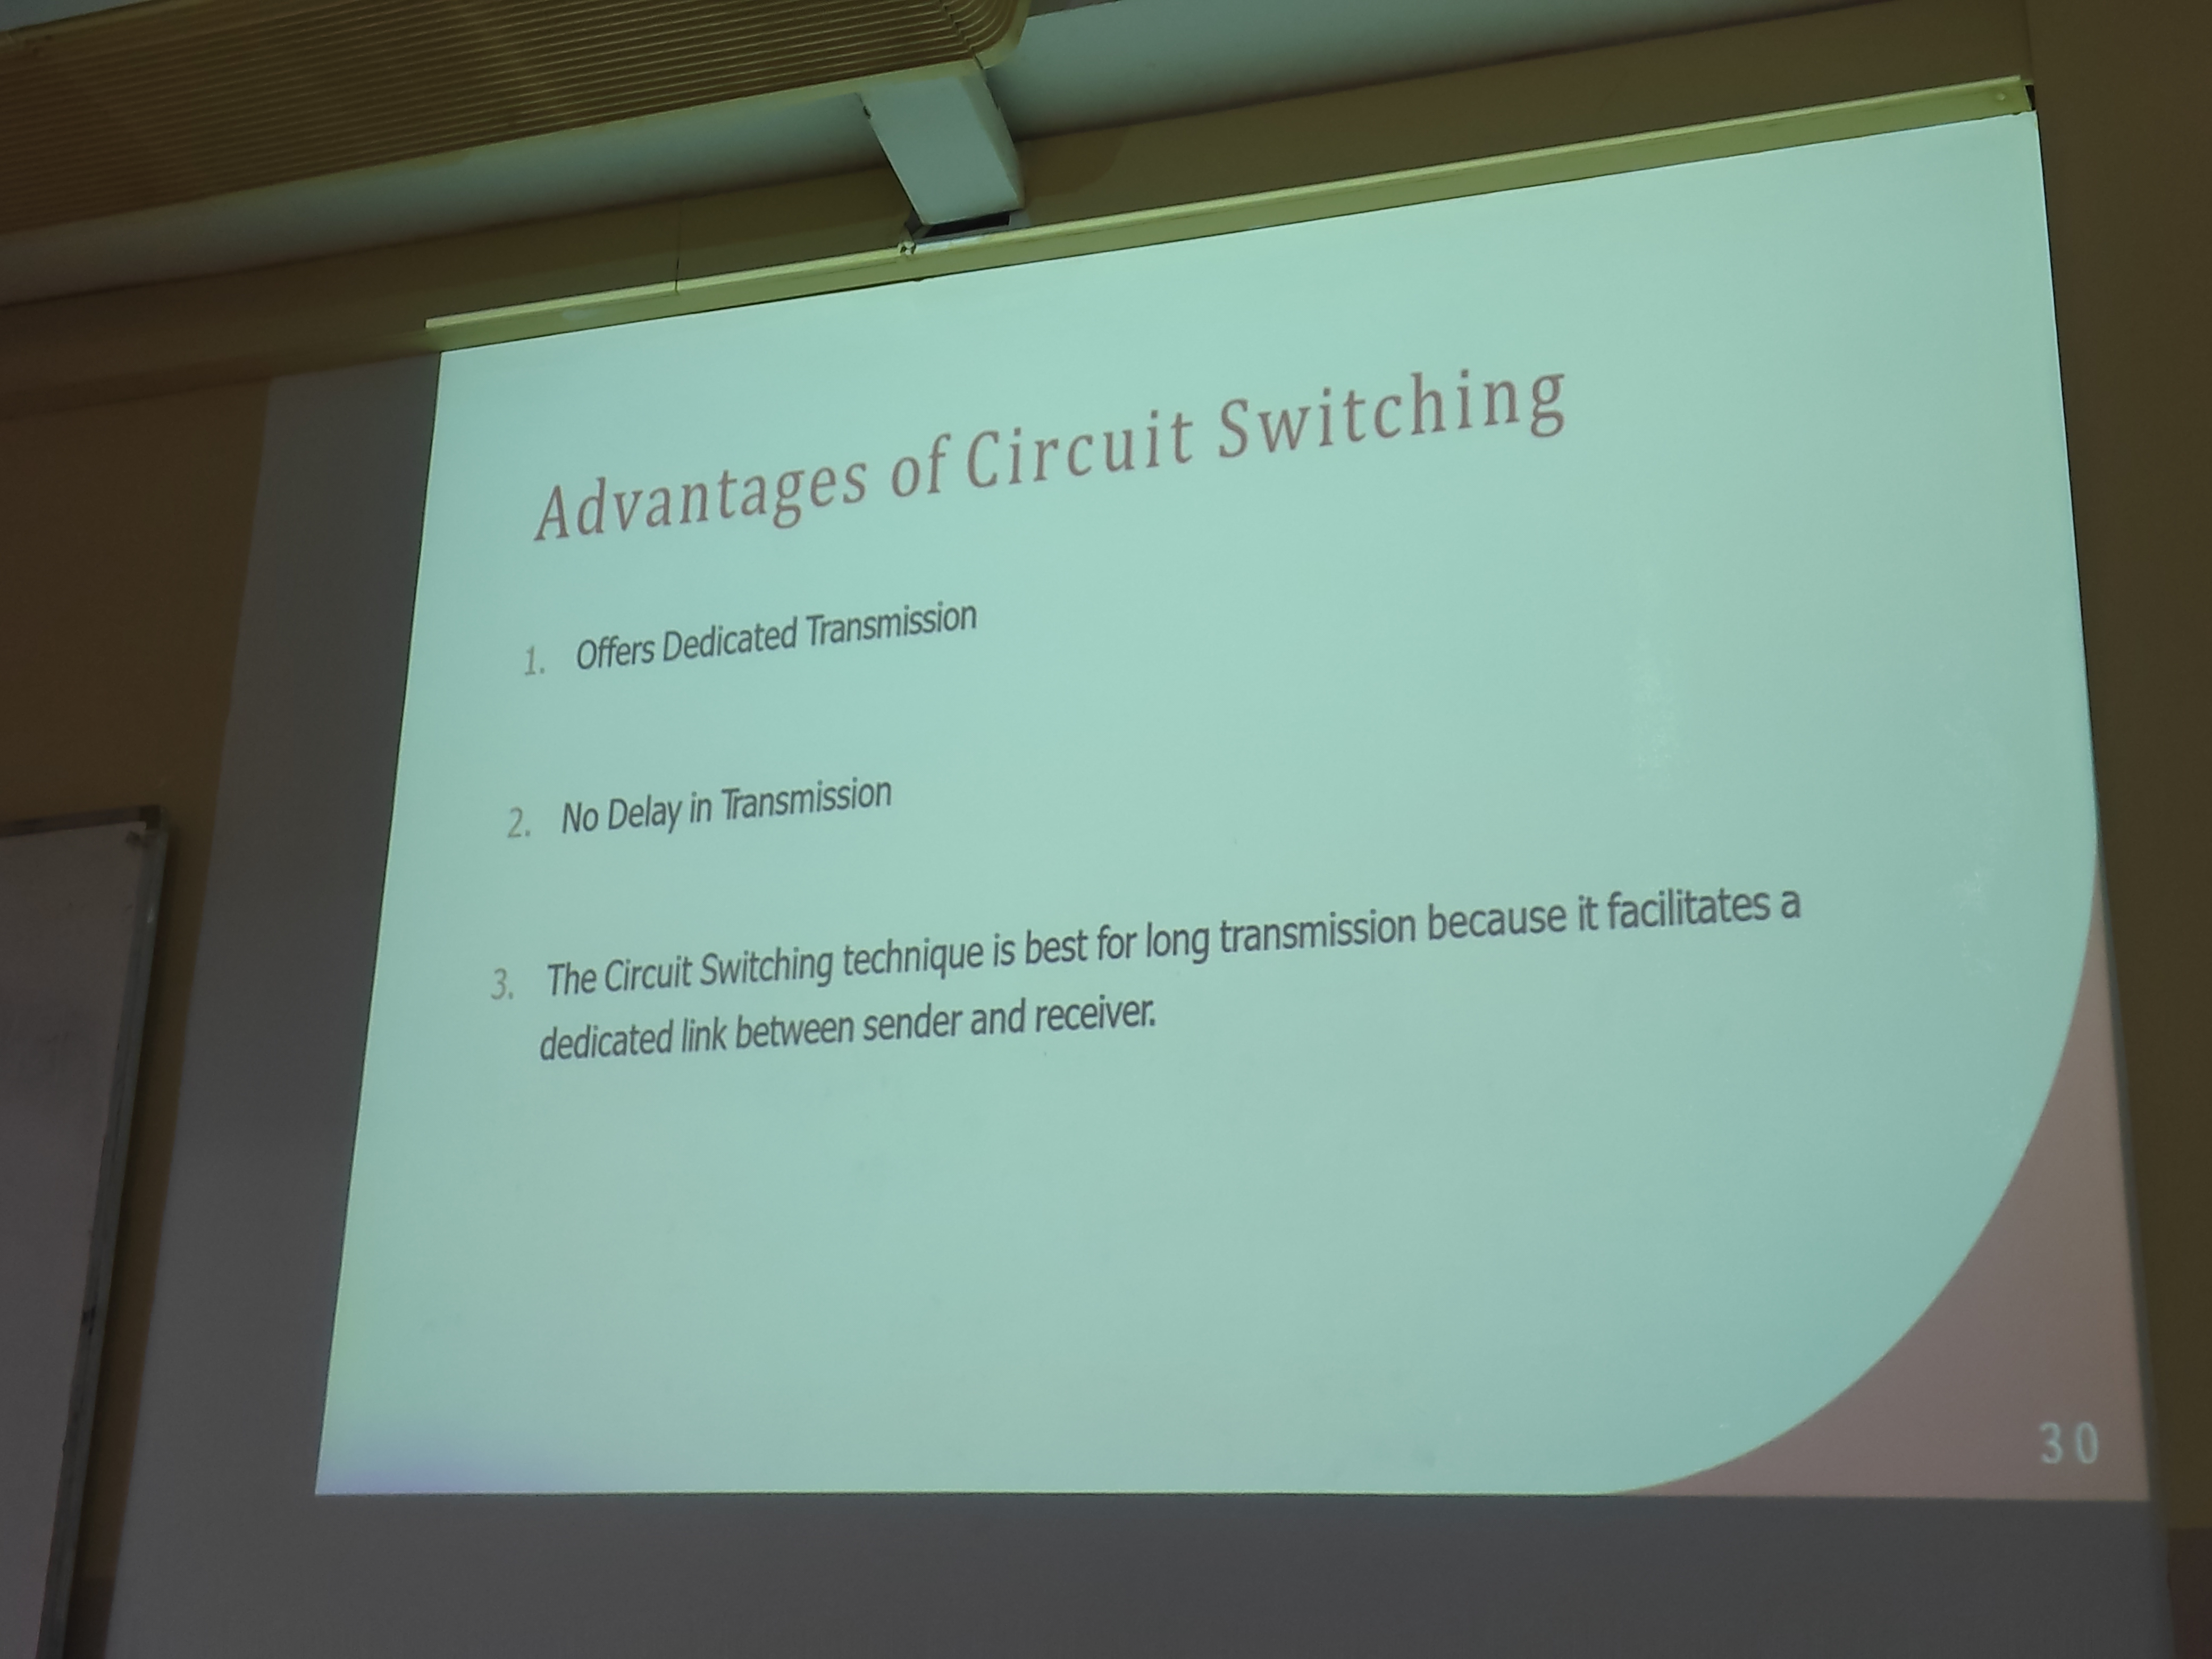 Advantages of Circuit Switching
1. Offers Dedicated Transmission
2. No Delay in Transmission
3. The Circuit Switching technique is best for long transmission because it facilitates a
dedicated link between sender and receiver.
30